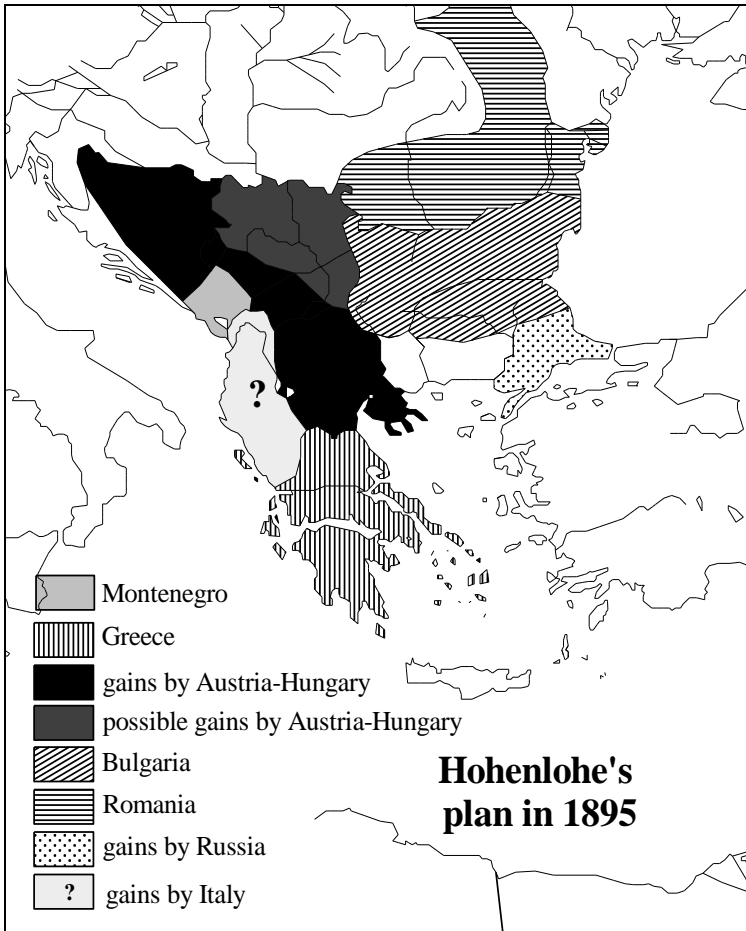 ?
Montenegro
Greece
gains by Austria-Hungary
possible gains by Austria-Hungary
Bulgaria
Romania
gains by Russia
? gains by Italy
Hohenlohe's
plan in 1895